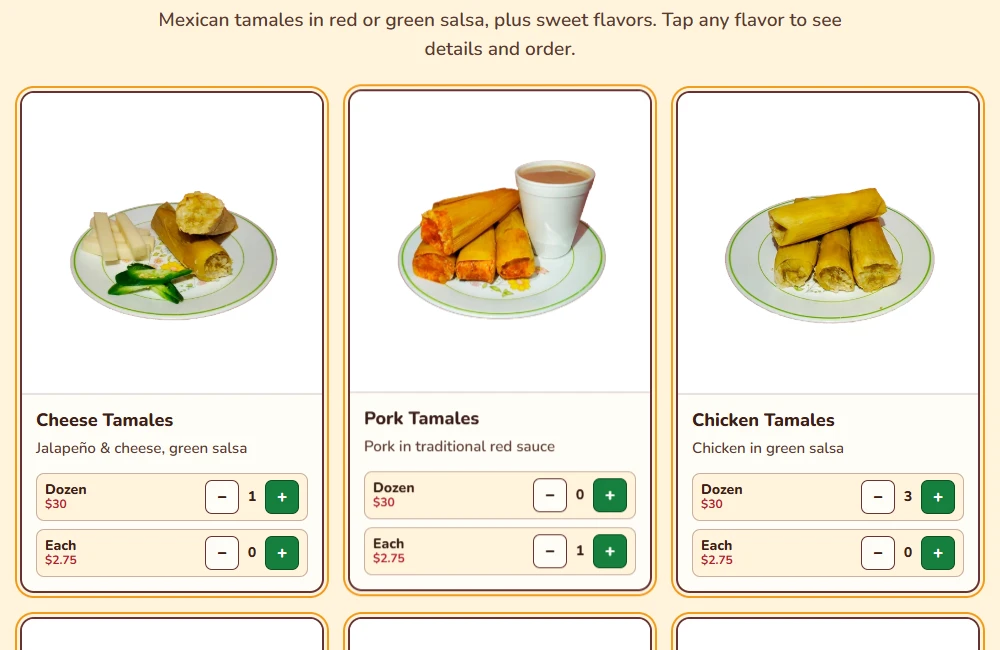 Mexican tamales in red or green salsa, plus sweet flavors. Tap any flavor to see
details and order.
Cheese Tamales
Jalapeño & cheese, green salsa
Dozen
$30
− 1 +
Each
$2.75
− 0 +
Pork Tamales
Pork in traditional red sauce
Dozen
$30
− 0 +
Each
$2.75
− 1 +
Chicken Tamales
Chicken in green salsa
Dozen
$30
− 3 +
Each
$2.75
− 0 +